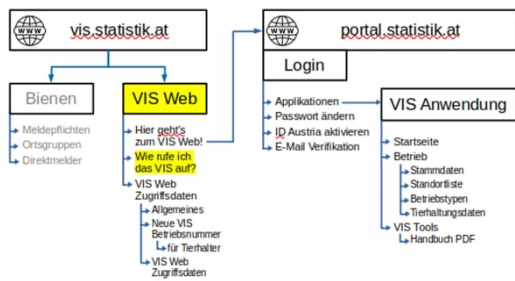 www
vis.statistik.at
Bienen
Meldepflichten
Ortsgruppen
Direktmelder
VIS Web
Hier geht's
zum VIS Web!
Wie rufe ich
das VIS auf?
VIS Web
Zugriffsdaten
Allgemeines
Neue VIS
Betriebsnummer
für Tierhalter
VIS Web
Zugriffsdaten
www
portal.statistik.at
Login
Applikationen
Passwort ändern
ID Austria aktivieren
E-Mail Verifikation
VIS Anwendung
Startseite
Betrieb
Stammdaten
Standortliste
Betriebstypen
Tierhaltungsdaten
VIS Tools
Handbuch PDF